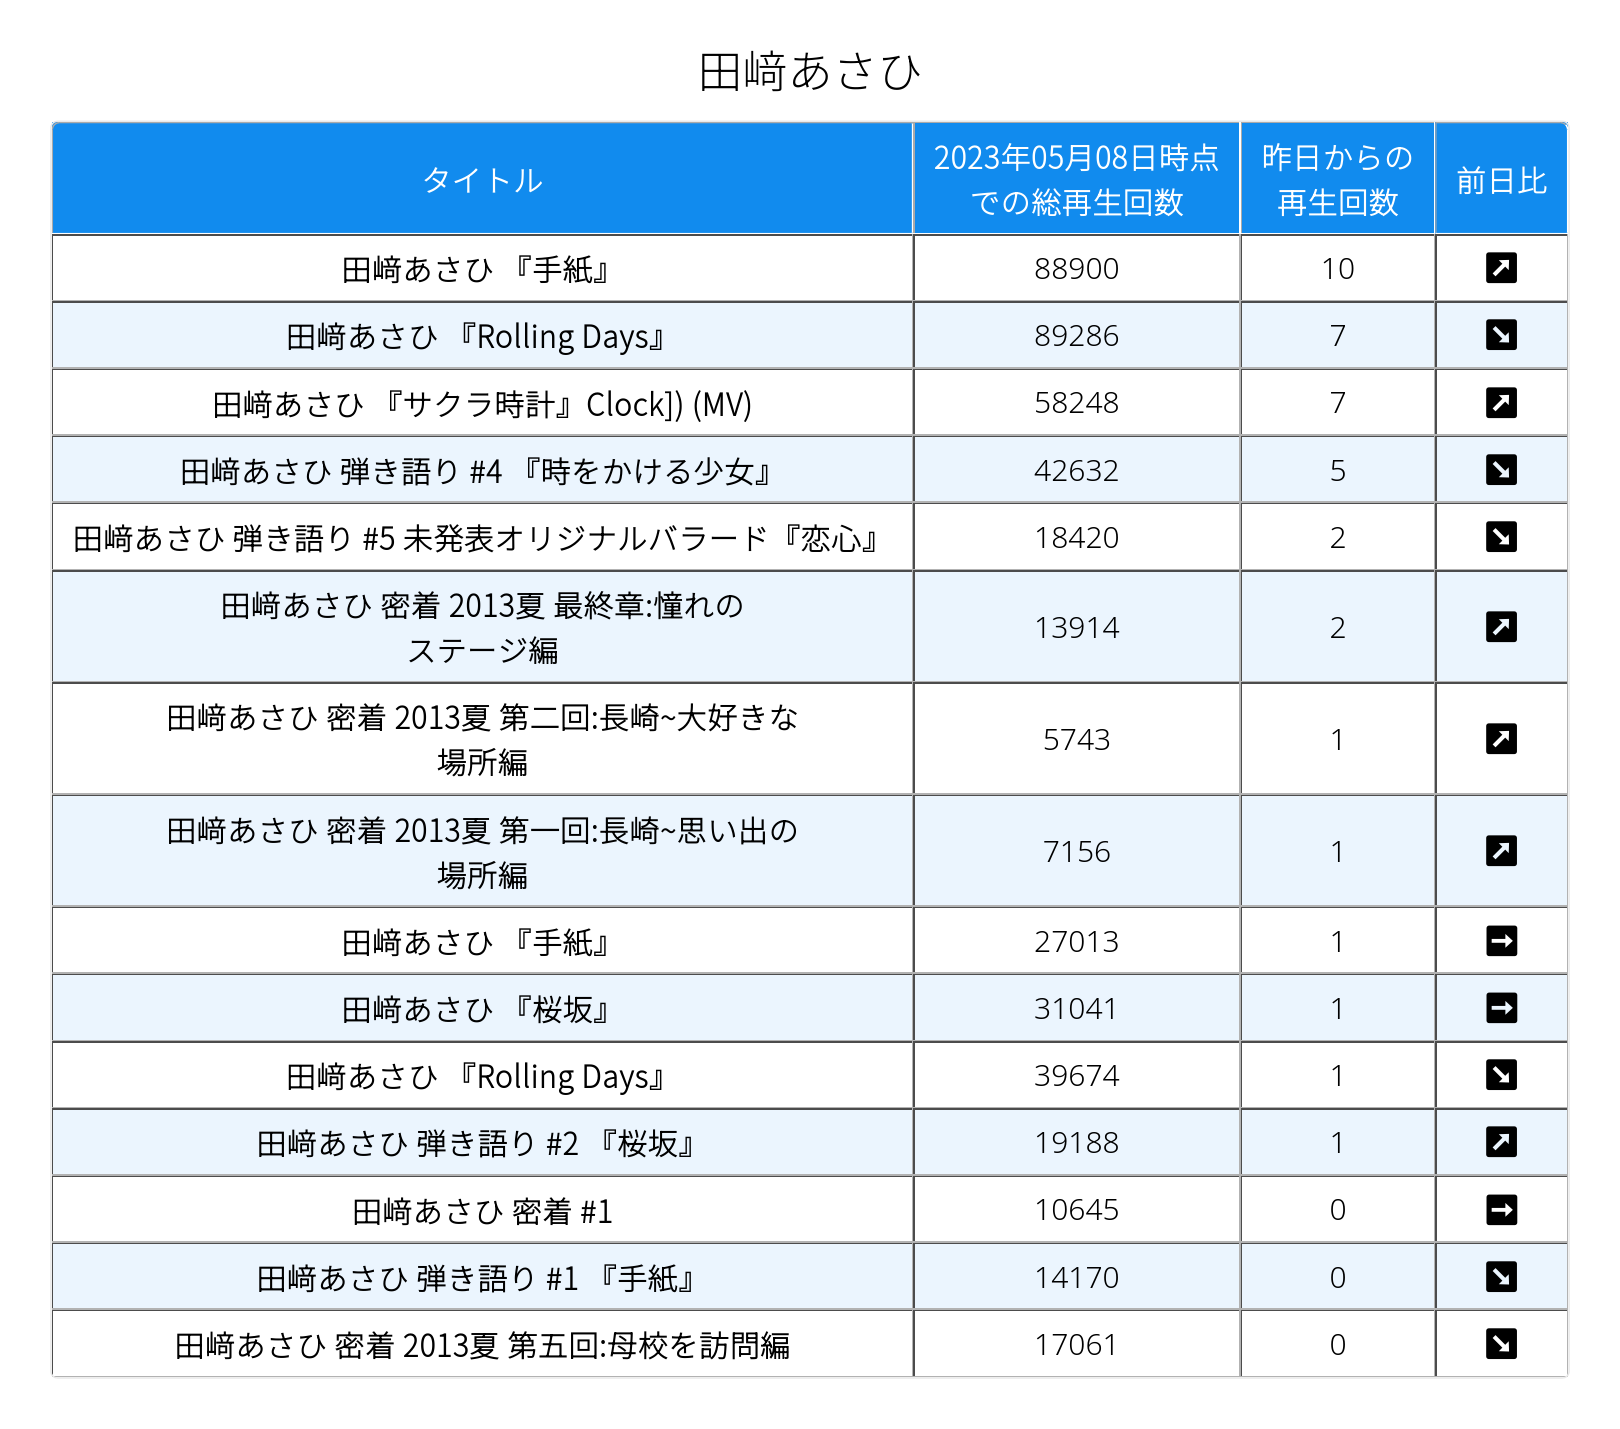 田﨑あさひ
タイトル
2023年05月08日時点
での総再生回数
昨日からの
再生回数
前日比
田﨑あさひ 『手紙』 88900 10 ↗
田﨑あさひ 『Rolling Days』 89286 7 ↘
田﨑あさひ 『サクラ時計』Clock]) (MV) 58248 7 ↗
田﨑あさひ 弾き語り #4 『時をかける少女』 42632 5 ↘
田﨑あさひ 弾き語り #5 未発表オリジナルバラード『恋心』 18420 2 ↘
田﨑あさひ 密着 2013夏 最終章:憧れの
ステージ編 13914 2 ↗
田﨑あさひ 密着 2013夏 第二回:長崎~大好きな
場所編 5743 1 ↗
田﨑あさひ 密着 2013夏 第一回:長崎~思い出の
場所編 7156 1 ↗
田﨑あさひ 『手紙』 27013 1 →
田﨑あさひ 『桜坂』 31041 1 →
田﨑あさひ 『Rolling Days』 39674 1 ↘
田﨑あさひ 弾き語り #2 『桜坂』 19188 1 ↗
田﨑あさひ 密着 #1 10645 0 →
田﨑あさひ 弾き語り #1 『手紙』 14170 0 ↘
田﨑あさひ 密着 2013夏 第五回:母校を訪問編 17061 0 ↘